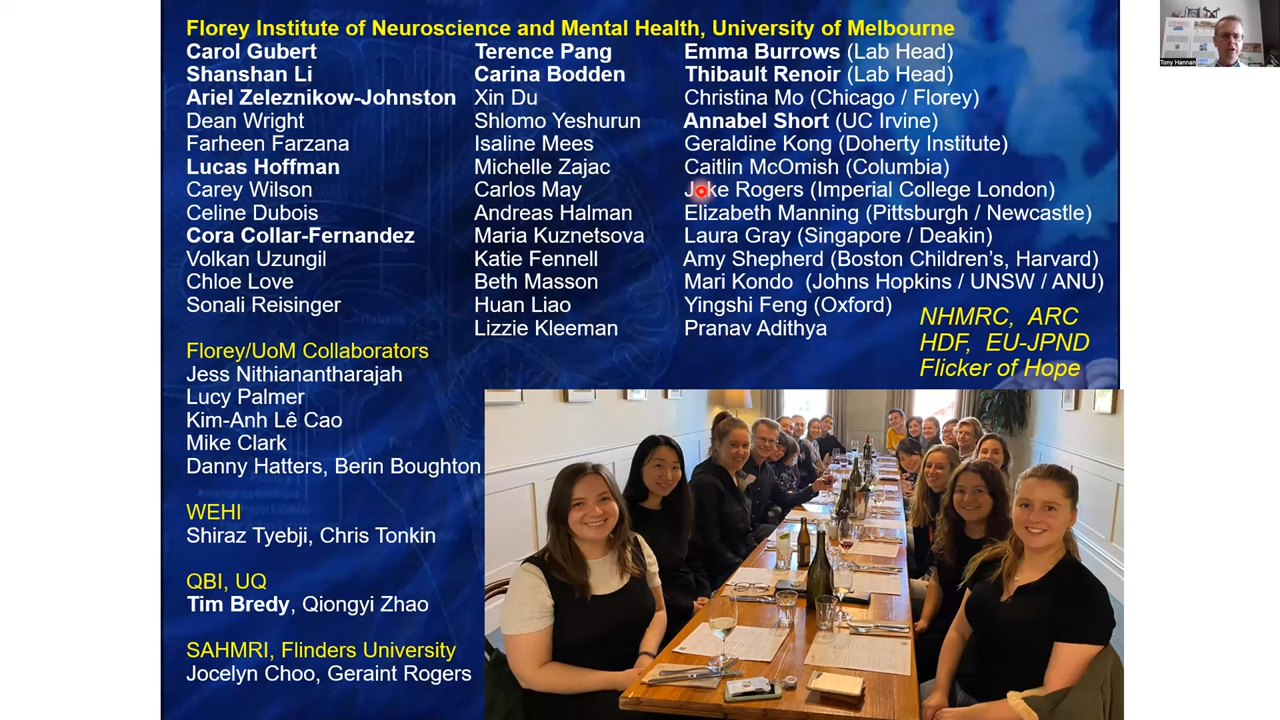 Florey Institute of Neuroscience and Mental Health, University of Melbourne
Carol Gubert
Shanshan Li
Ariel Zeleznikow-Johnston
Dean Wright
Farheen Farzana
Lucas Hoffman
Carey Wilson
Celine Dubois
Cora Collar-Fernandez
Volkan Uzungil
Chloe Love
Sonali Reisinger
Terence Pang
Carina Bodden
Xin Du
Shlomo Yeshurun
Isaline Mees
Michelle Zajac
Carlos May
Andreas Halman
Maria Kuznetsova
Katie Fennell
Beth Masson
Huan Liao
Lizzie Kleeman
Emma Burrows (Lab Head)
Thibault Renoir (Lab Head)
Christina Mo (Chicago / Florey)
Annabel Short (UC Irvine)
Geraldine Kong (Doherty Institute)
Caitlin McOmish (Columbia)
Jake Rogers (Imperial College London)
Elizabeth Manning (Pittsburgh / Newcastle)
Laura Gray (Singapore / Deakin)
Amy Shepherd (Boston Children's, Harvard)
Mari Kondo (Johns Hopkins / UNSW / ANU)
Yingshi Feng (Oxford)
Pranav Adithya
NHMRC, ARC
HDF, EU-JPND
Flicker of Hope
Florey/UoM Collaborators
Jess Nithianantharajah
Lucy Palmer
Kim-Anh Lê Cao
Mike Clark
Danny Hatters, Berin Boughton
WEHI
Shiraz Tyebji, Chris Tonkin
QBI, UQ
Tim Bredy, Qiongyi Zhao
SAHMRI, Flinders University
Jocelyn Choo, Geraint Rogers
Tony Hannan